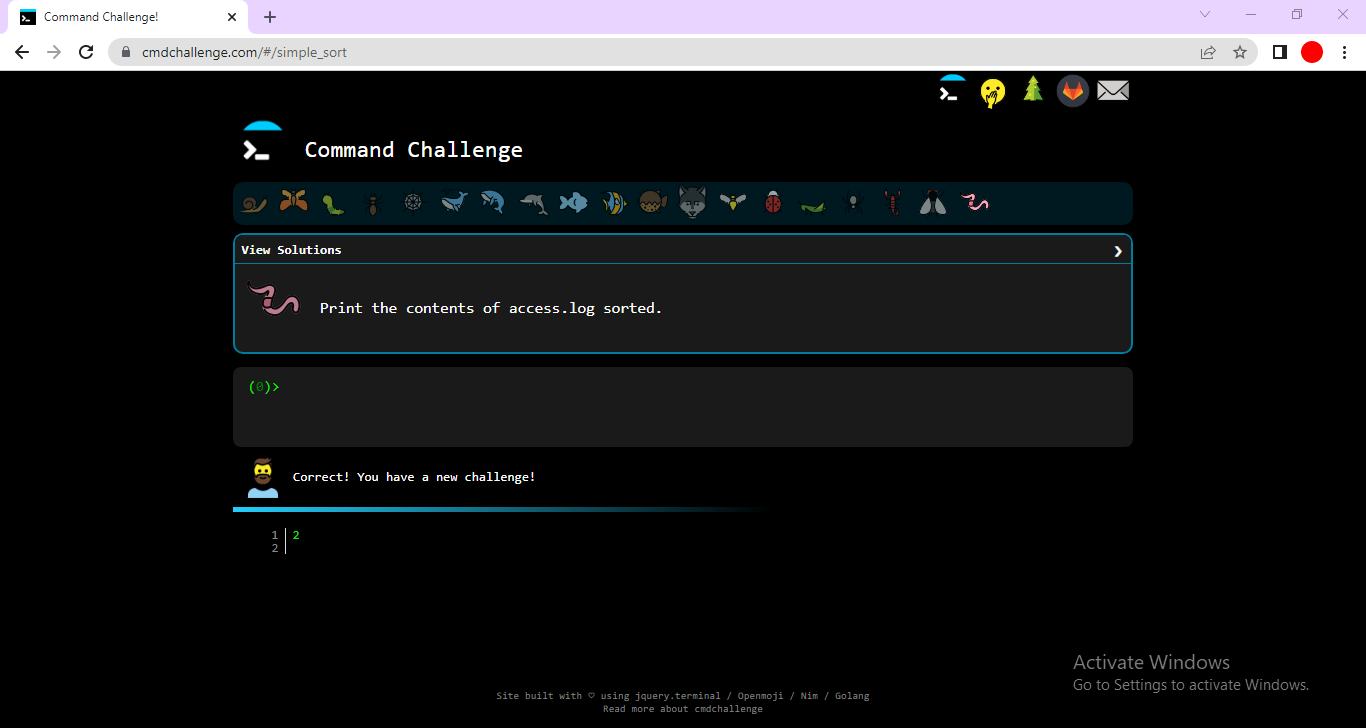 Command Challenge!
cmdchallenge.com/#/simple_sort
Command Challenge
View Solutions
Print the contents of access.log sorted.
(0)>
Correct! You have a new challenge!
1 2
2
Activate Windows
Go to Settings to activate Windows.
Site built with ♡ using jquery.terminal / Openmoji / Nim / Golang
Read more about cmdchallenge